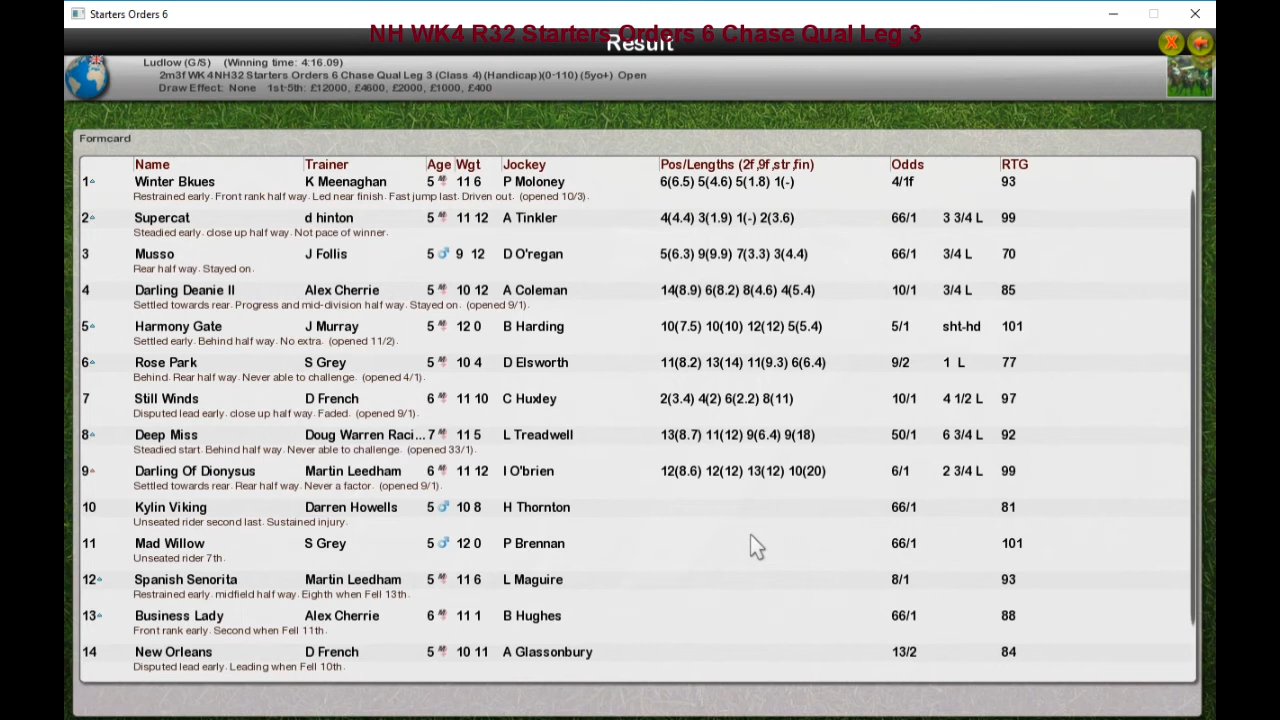 Starters Orders 6
NH WK4 R32 Starters Orders 6 Chase Qual Leg 3
Result
Ludlow (G/S) (Winning time: 4:16.09)
2m3f WK4NH32 Starters Orders 6 Chase Qual Leg 3 (Class 4) (Handicap)(0-110) (5yo+) Open
Draw Effect: None 1st-5th: £12000, £4600, £2000, £1000, £400
Formcard
Name Trainer Age Wgt Jockey Pos/Lengths (2f,9f,str,fin) Odds RTG
1 Winter Bkues K Meenaghan 5 11 6 P Moloney 6(6.5) 5(4.6) 5(1.8) 1(-) 4/1f 93
Restrained early. Front rank half way. Led near finish. Fast jump last. Driven out. (opened 10/3).
2 Supercat d hinton 5 11 12 A Tinkler 4(4.4) 3(1.9) 1(-) 2(3.6) 66/1 3 3/4 L 99
Steadied early. close up half way. Not pace of winner.
3 Musso J Follis 5 9 12 D O'regan 5(6.3) 9(9.9) 7(3.3) 3(4.4) 66/1 3/4 L 70
Rear half way. Stayed on.
4 Darling Deanie II Alex Cherrie 5 10 12 A Coleman 14(8.9) 6(8.2) 8(4.6) 4(5.4) 10/1 3/4 L 85
Settled towards rear. Progress and mid-division half way. Stayed on. (opened 9/1).
5 Harmony Gate J Murray 5 12 0 B Harding 10(7.5) 10(10) 12(12) 5(5.4) 5/1 sht-hd 101
Settled early. Behind half way. No extra. (opened 11/2).
6 Rose Park S Grey 5 10 4 D Elsworth 11(8.2) 13(14) 11(9.3) 6(6.4) 9/2 1 L 77
Behind. Rear half way. Never able to challenge. (opened 4/1).
7 Still Winds D French 6 11 10 C Huxley 2(3.4) 4(2) 6(2.2) 8(11) 10/1 4 1/2 L 97
Disputed lead early. close up half way. Faded. (opened 9/1).
8 Deep Miss Doug Warren Raci... 7 11 5 L Treadwell 13(8.7) 11(12) 9(6.4) 9(18) 50/1 6 3/4 L 92
Steadied start. Behind half way. Never able to challenge. (opened 33/1).
9 Darling Of Dionysus Martin Leedham 6 11 12 I O'brien 12(8.6) 12(12) 13(12) 10(20) 6/1 2 3/4 L 99
Settled towards rear. Rear half way. Never a factor. (opened 9/1).
10 Kylin Viking Darren Howells 5 10 8 H Thornton 66/1 81
Unseated rider second last. Sustained injury.
11 Mad Willow S Grey 5 12 0 P Brennan 66/1 101
Unseated rider 7th.
12 Spanish Senorita Martin Leedham 5 11 6 L Maguire 8/1 93
Restrained early. midfield half way. Eighth when Fell 13th.
13 Business Lady Alex Cherrie 6 11 1 B Hughes 66/1 88
Front rank early. Second when Fell 11th.
14 New Orleans D French 5 10 11 A Glassonbury 13/2 84
Disputed lead early. Leading when Fell 10th.